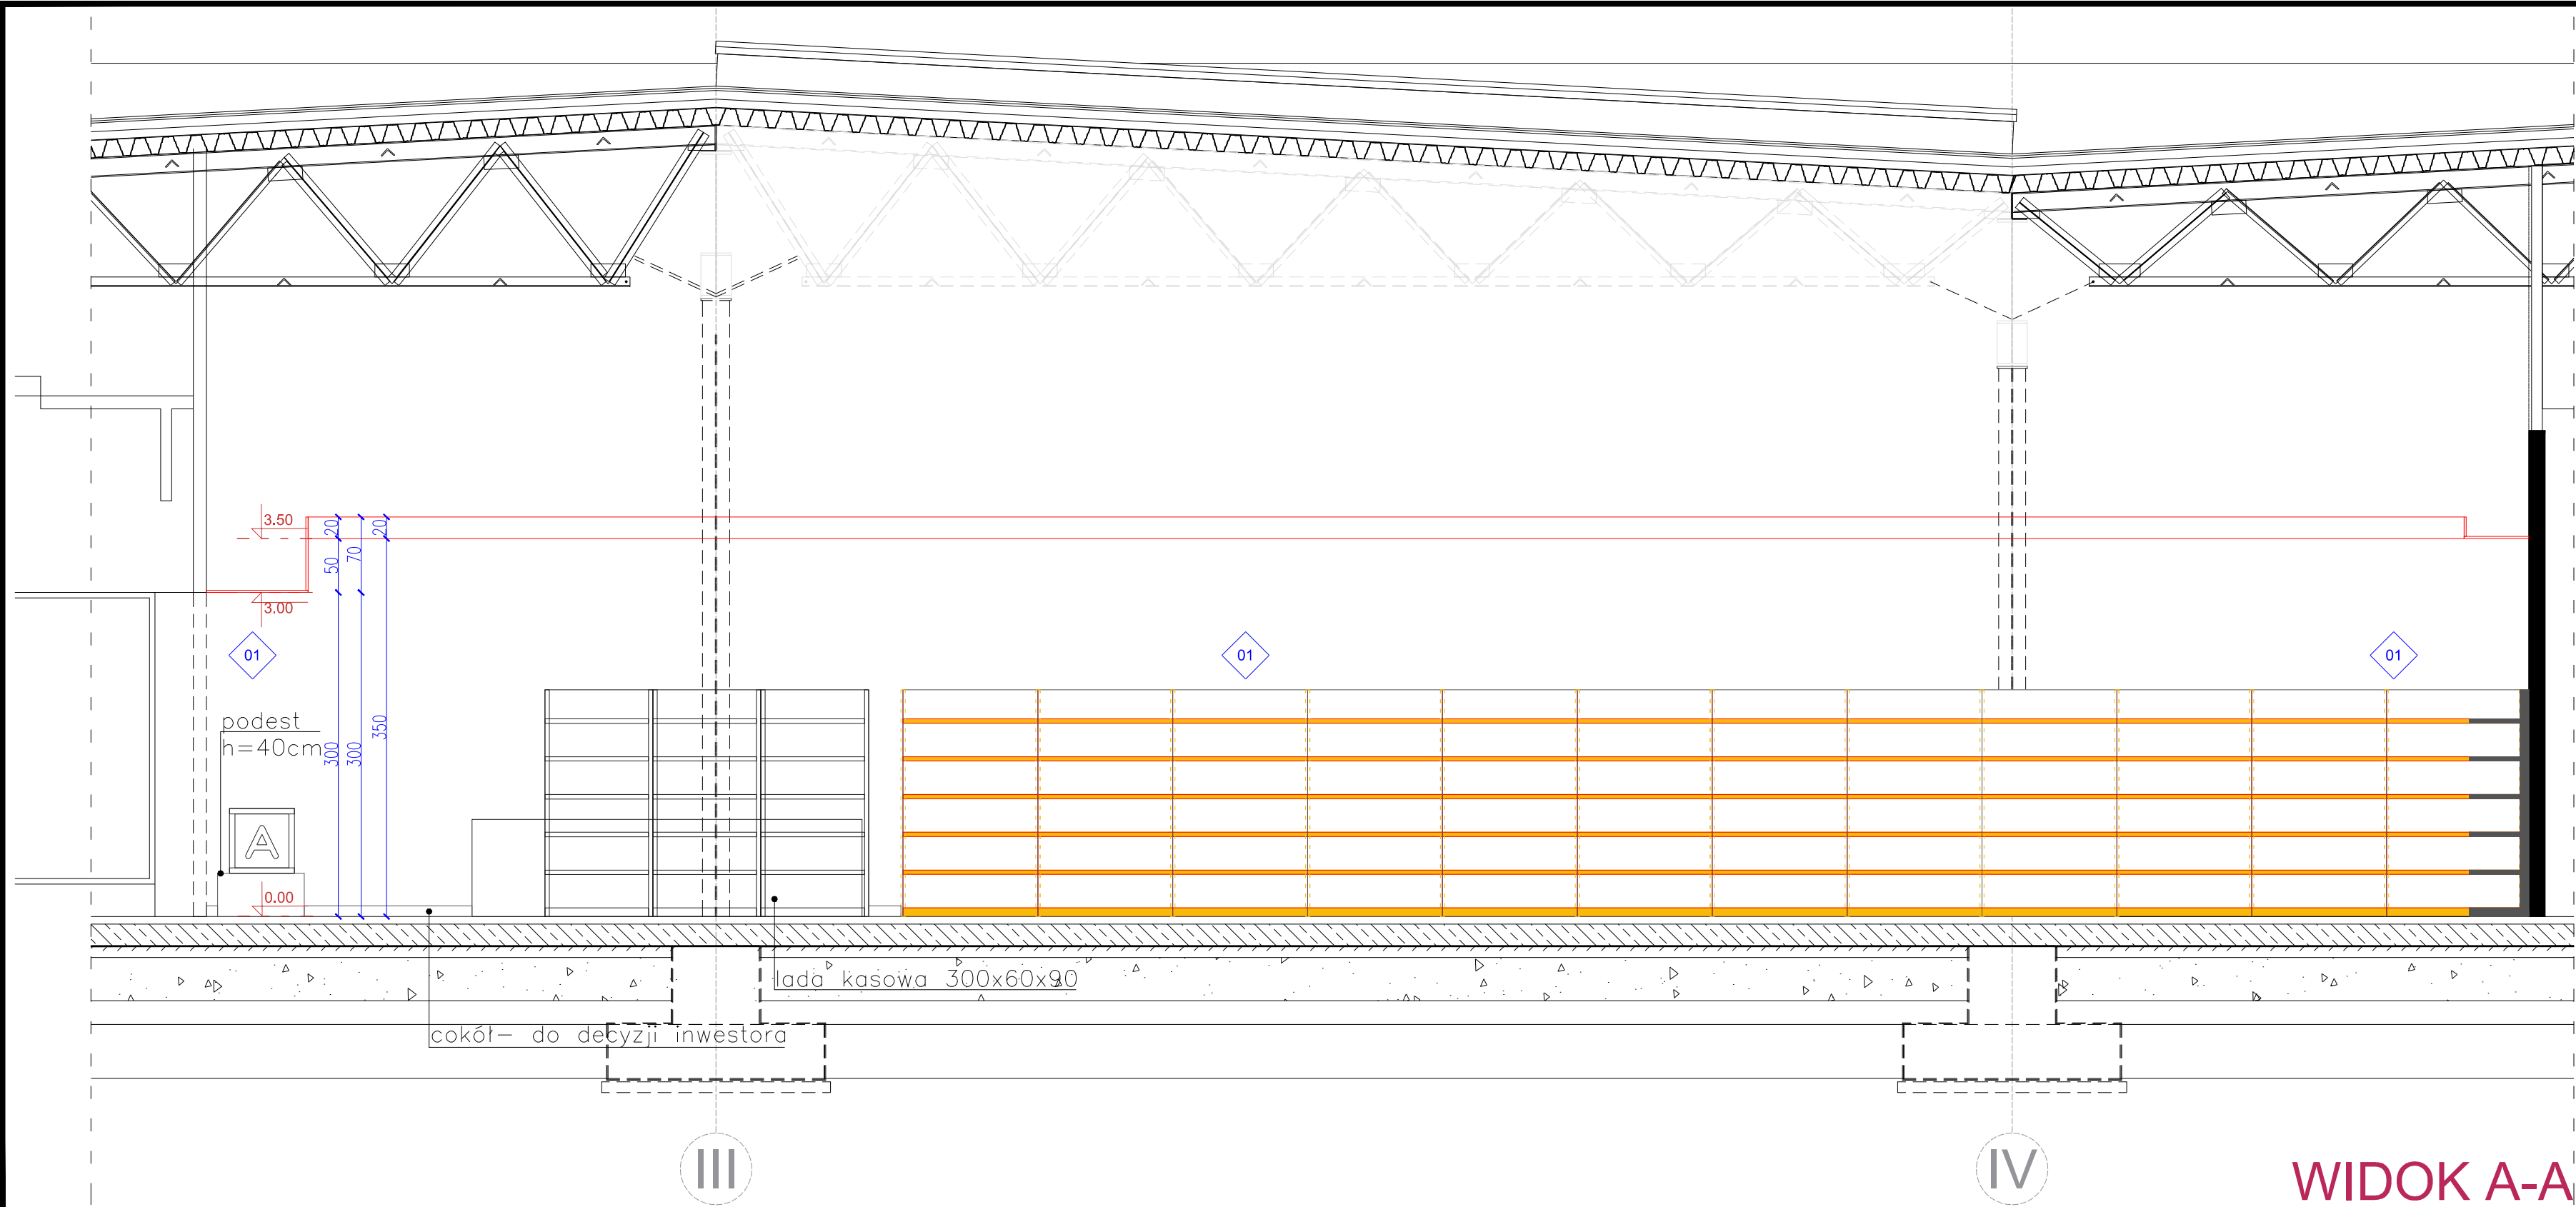 3.50
20
20
50
70
3.00
01
01
01
podest
h=40cm
300
300
350
A
0.00
lada kasowa 300x60x90
cokół– do decyzji inwestora
III
IV
WIDOK A-A